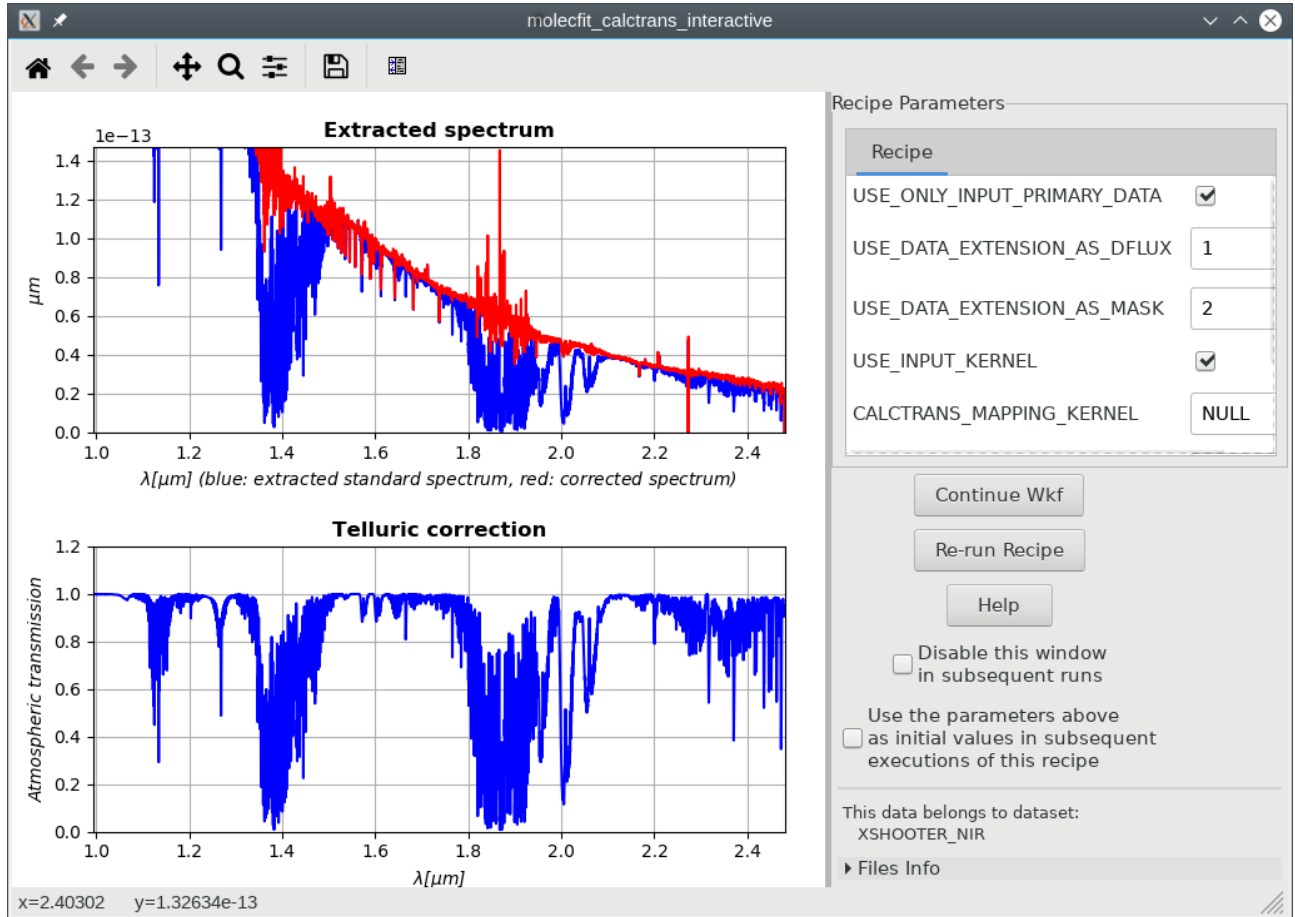 molecfit_calctrans_interactive
Extracted spectrum
1e−13
1.4
1.2
1.0
0.8
0.6
0.4
0.2
0.0
μm
1.0 1.2 1.4 1.6 1.8 2.0 2.2 2.4
λ[μm] (blue: extracted standard spectrum, red: corrected spectrum)
Telluric correction
1.2
1.0
0.8
0.6
0.4
0.2
0.0
Atmospheric transmission
1.0 1.2 1.4 1.6 1.8 2.0 2.2 2.4
λ[μm]
x=2.40302 y=1.32634e-13
Recipe Parameters
Recipe
USE_ONLY_INPUT_PRIMARY_DATA
USE_DATA_EXTENSION_AS_DFLUX 1
USE_DATA_EXTENSION_AS_MASK 2
USE_INPUT_KERNEL
CALCTRANS_MAPPING_KERNEL NULL
Continue Wkf
Re-run Recipe
Help
Disable this window
in subsequent runs
Use the parameters above
as initial values in subsequent
executions of this recipe
This data belongs to dataset:
XSHOOTER_NIR
Files Info